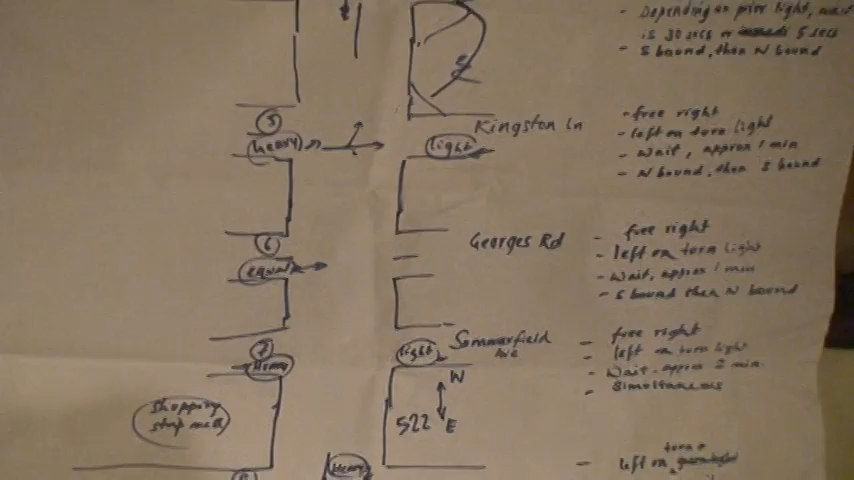 - Depending on prior light, wait
is 30 secs or 5 secs
- S bound, then N bound
5
heavy
Kingston Ln
light
- free right
- left on turn light
- wait, approx 1 min
- N bound, then S bound
6
equal
Georges Rd
- free right
- left on turn light
- wait, approx 1 min
- S bound then N bound
7
Heavy
light
Sommerfield
Ave
- free right
- left on turn light
- Wait, approx 2 min
- Simultaneous
Shopping
strip mall
W
522
E
Heavy
turn
- left on